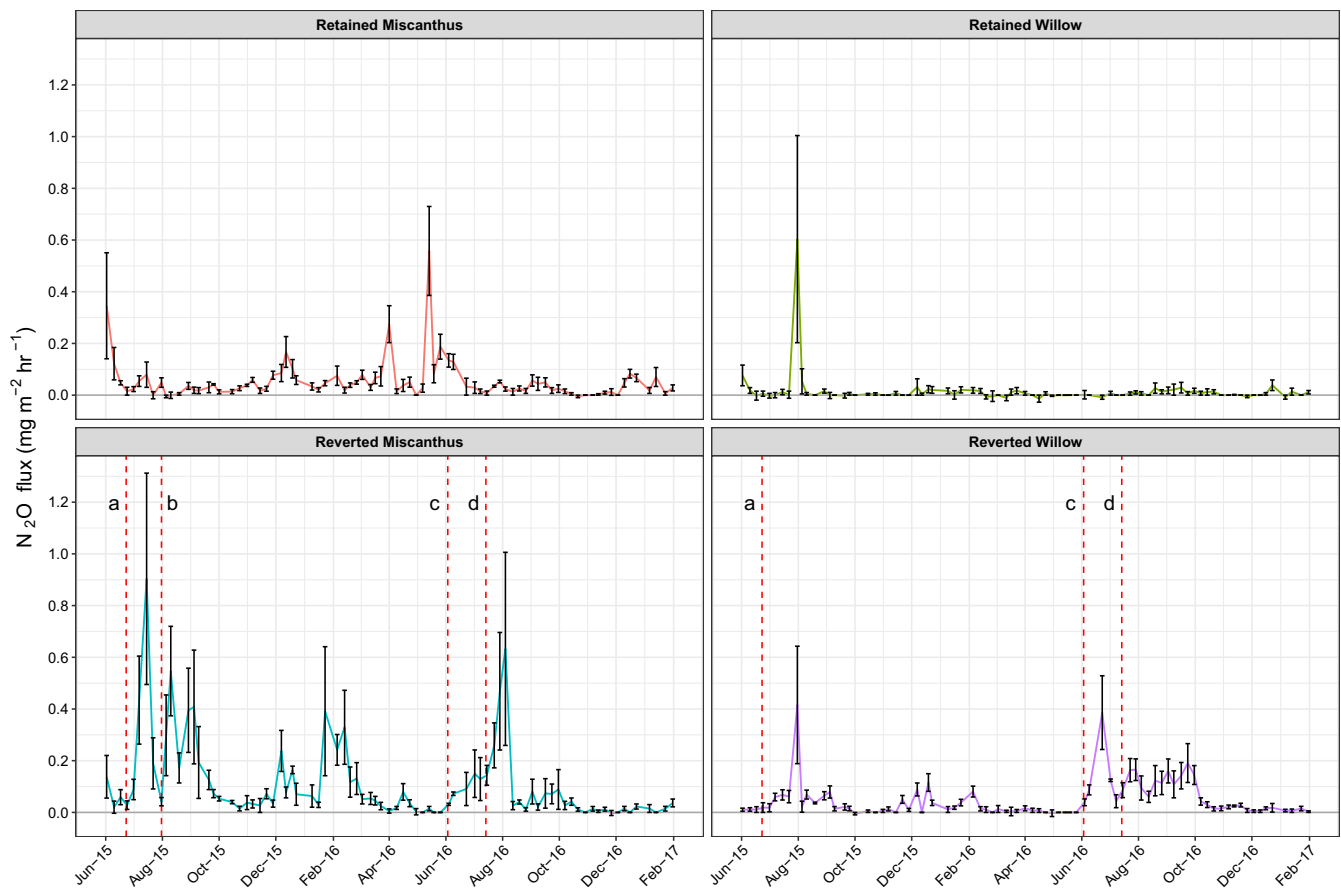 Retained Miscanthus
Retained Willow
1.2
1.0
0.8
0.6
0.4
0.2
0.0
N₂O flux (mg m⁻² hr⁻¹)
Reverted Miscanthus
Reverted Willow
a b c d
a c d
1.2
1.0
0.8
0.6
0.4
0.2
0.0
Jun−15 Aug−15 Oct−15 Dec−15 Feb−16 Apr−16 Jun−16 Aug−16 Oct−16 Dec−16 Feb−17
Jun−15 Aug−15 Oct−15 Dec−15 Feb−16 Apr−16 Jun−16 Aug−16 Oct−16 Dec−16 Feb−17